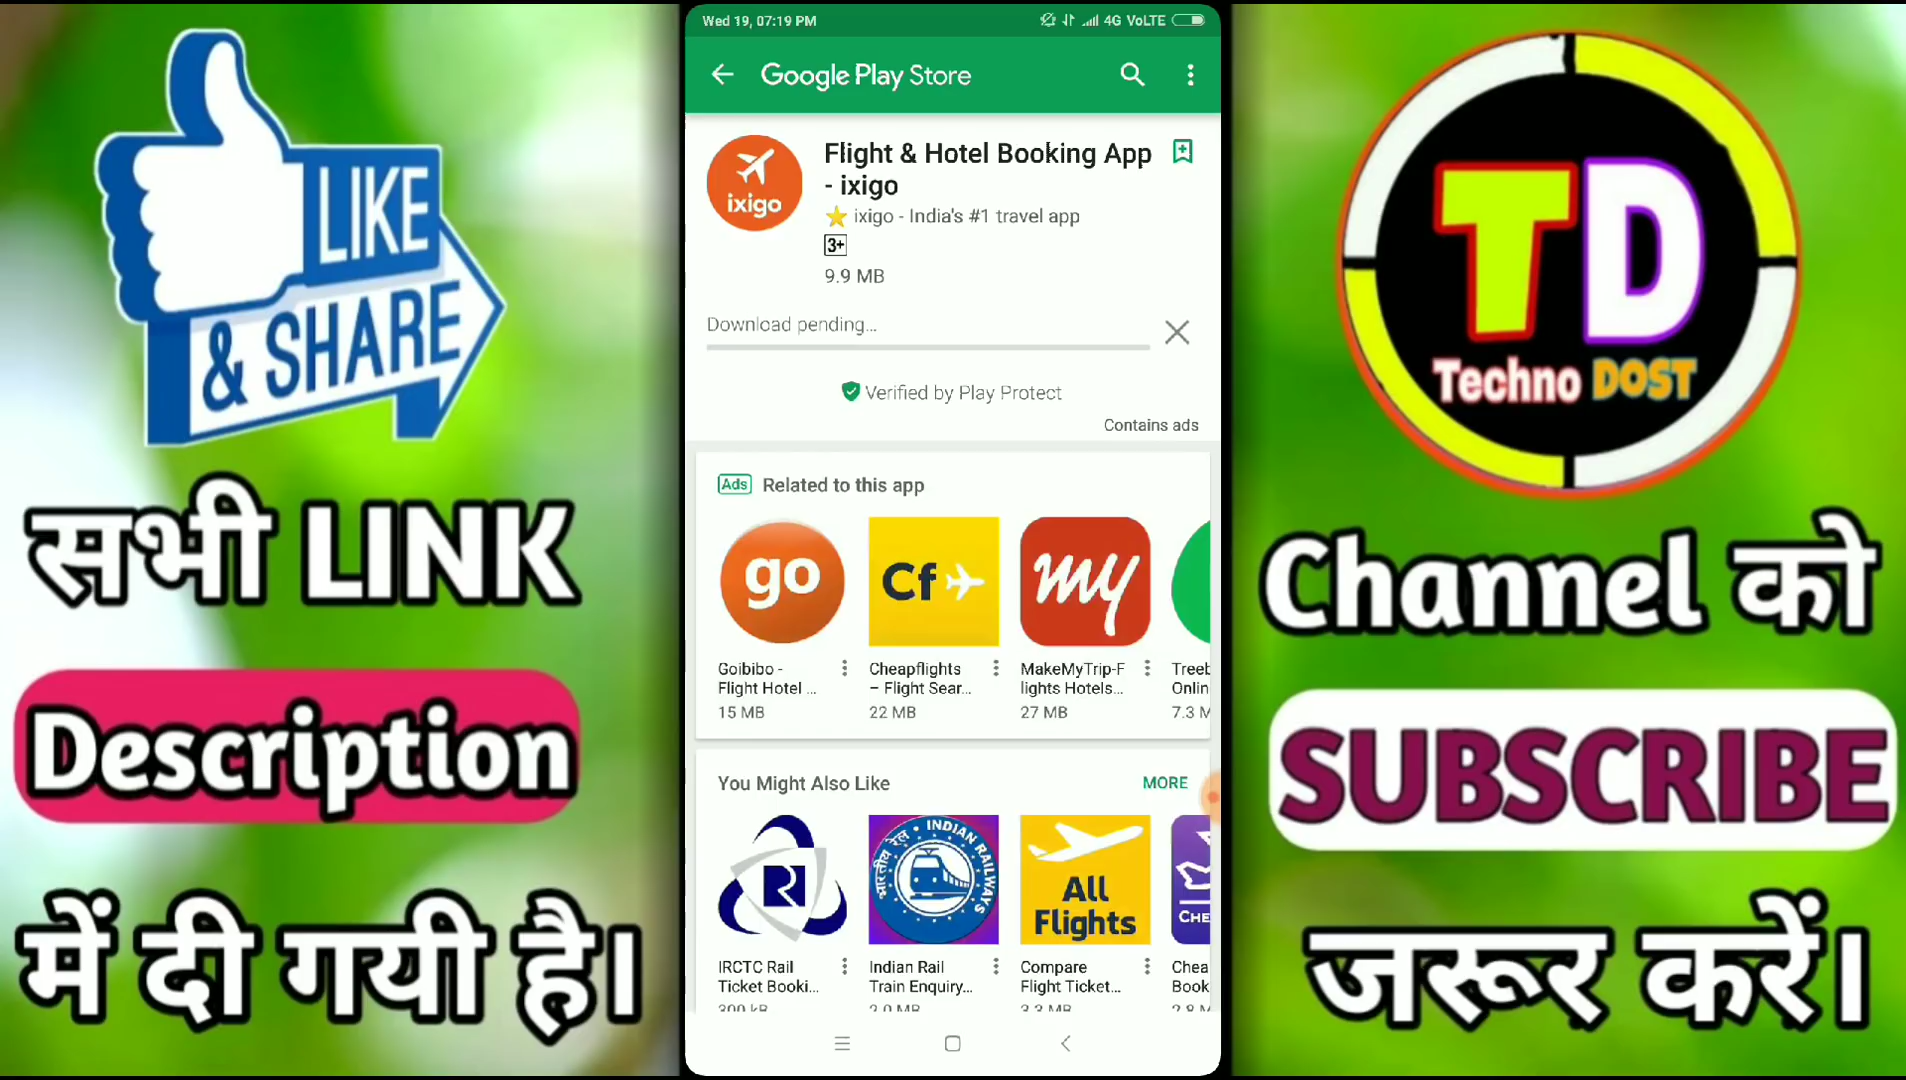 LIKE
& SHARE
सभी LINK
Description
में दी गयी है।
Wed 19, 07:19 PM
4G VoLTE
Google Play Store
ixigo
Flight & Hotel Booking App
- ixigo
ixigo - India's #1 travel app
3+
9.9 MB
Download pending...
Verified by Play Protect
Contains ads
Ads Related to this app
go
Cf
my
Goibibo -
Flight Hotel ...
15 MB
Cheapflights
– Flight Sear...
22 MB
MakeMyTrip-F
lights Hotels...
27 MB
Treeb
Onlin
7.3 M
You Might Also Like
MORE
R
भारतीय रेल
INDIAN RAILWAYS
All
Flights
CHE
IRCTC Rail
Ticket Booki...
300 kB
Indian Rail
Train Enquiry...
2.0 MB
Compare
Flight Ticket...
3.3 MB
Chea
Book
2.8 M
TD
Techno DOST
Channel को
SUBSCRIBE
जरूर करें।